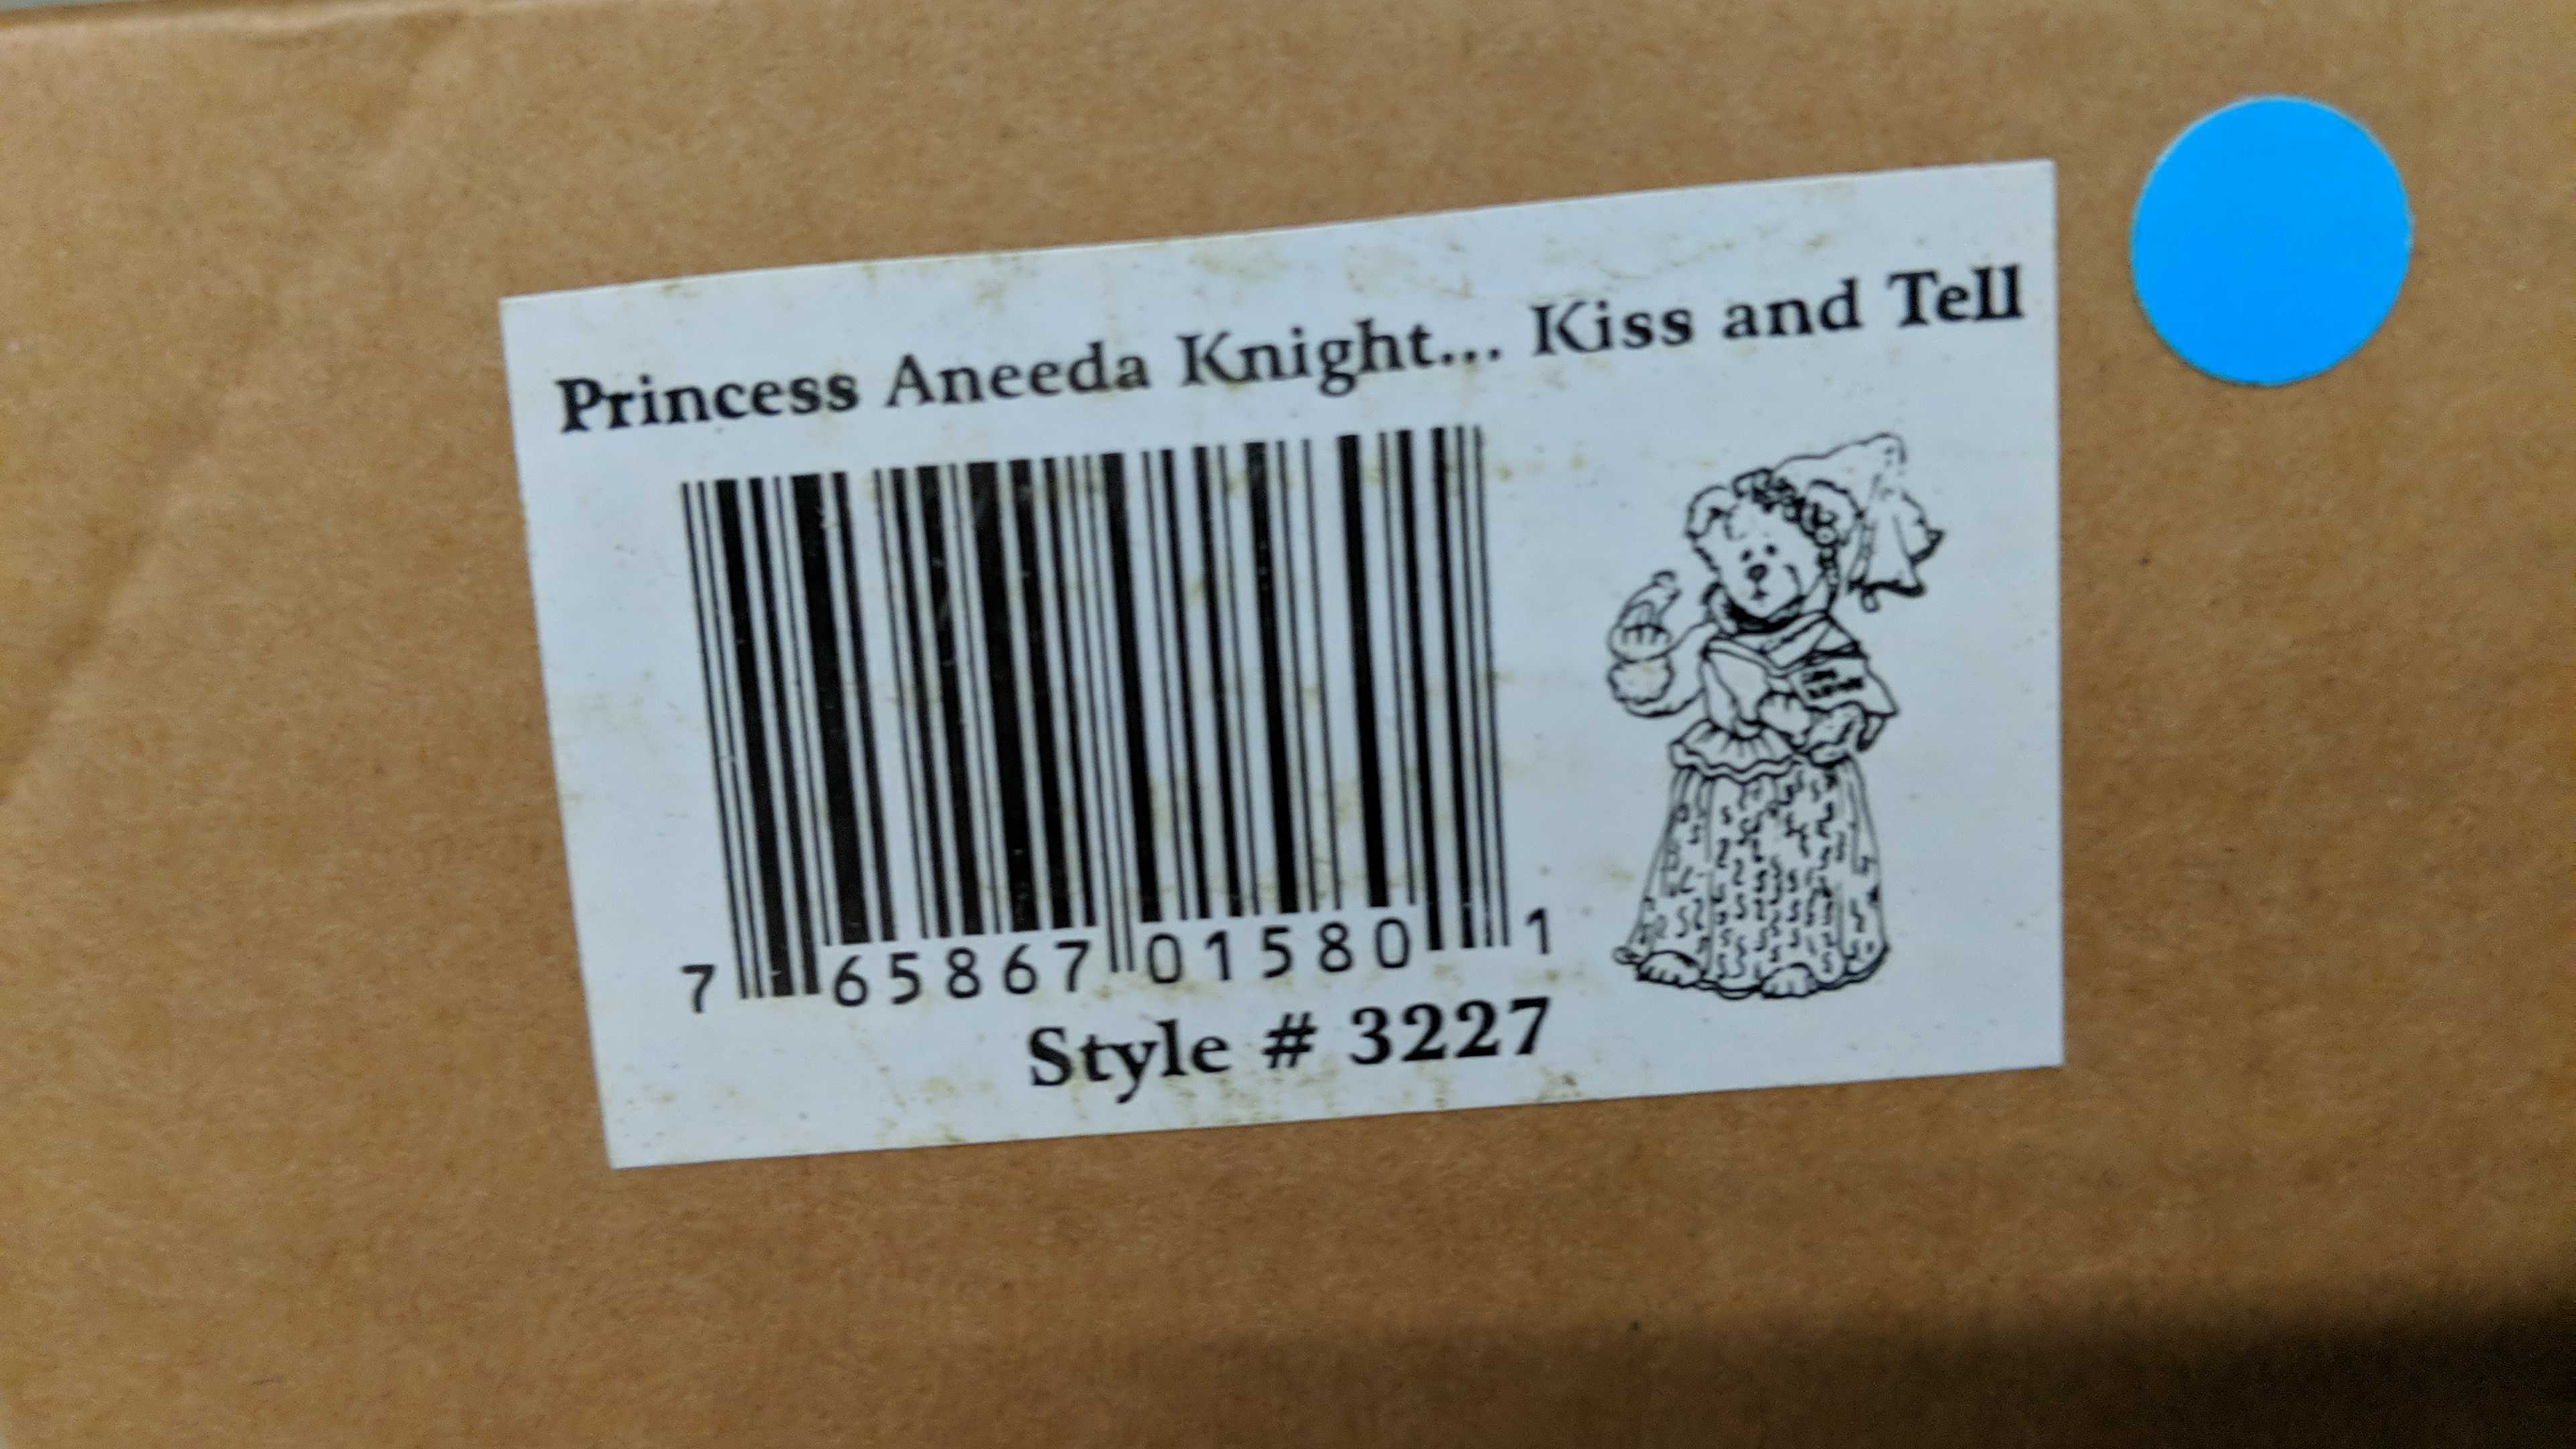 Princess Aneeda Knight... Kiss and Tell
7 65867 01580 1
Style # 3227